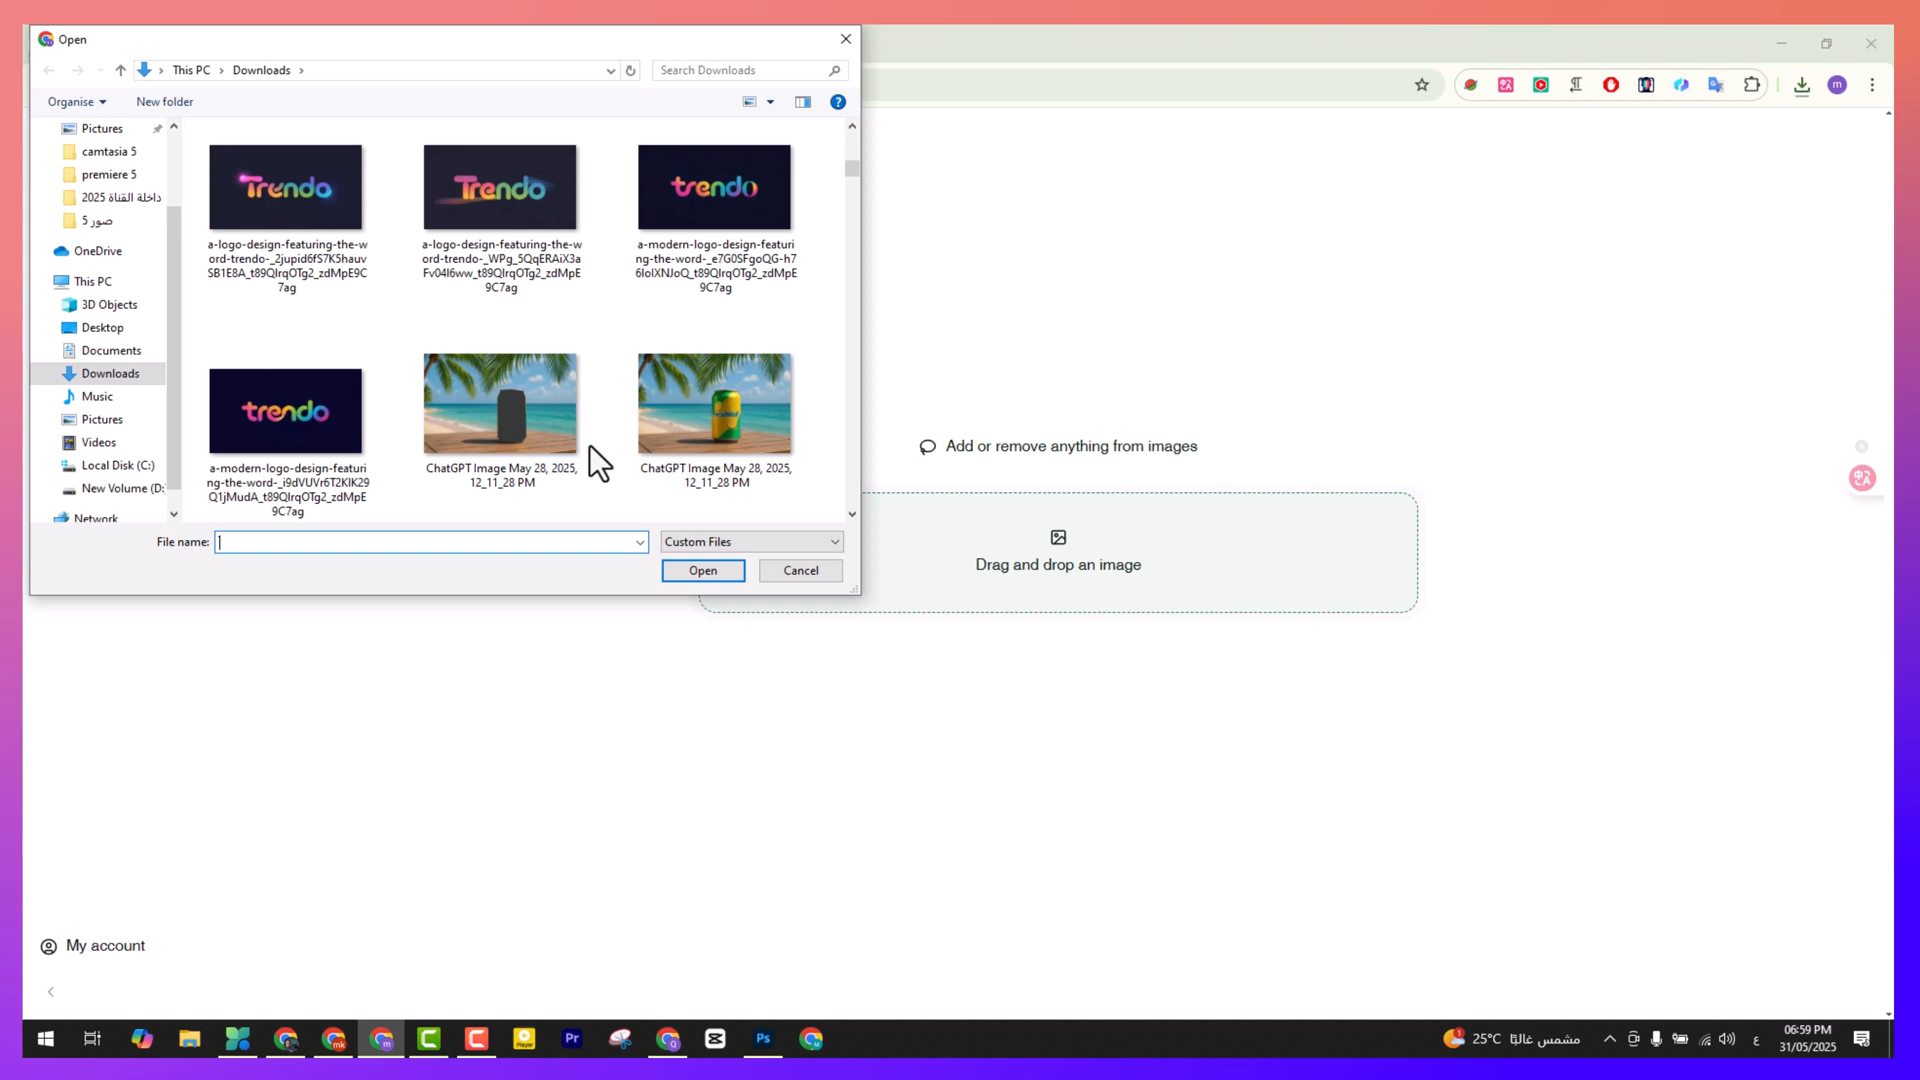 Open
This PC
Downloads
Search Downloads
Organise
New folder
Pictures
camtasia 5
premiere 5
داخلة القناة 2025
صور 5
OneDrive
This PC
3D Objects
Desktop
Documents
Downloads
Music
Pictures
Videos
Local Disk (C:)
New Volume (D:
Network
Trendo
Trendo
trendo
a-logo-design-featuring-the-w
ord-trendo-_2jupid6fS7K5hauv
SB1E8A_t89QlrqOTg2_zdMpE9C
7ag
a-logo-design-featuring-the-w
ord-trendo-_WPg_5QqERAiX3a
Fv04l6ww_t89QlrqOTg2_zdMpE
9C7ag
a-modern-logo-design-featuri
ng-the-word-_e7G0SFgoQG-h7
6loIXNJoQ_t89QlrqOTg2_zdMpE
9C7ag
trendo
a-modern-logo-design-featuri
ng-the-word-_i9dVUVr6T2KIK29
Q1jMudA_t89QlrqOTg2_zdMpE
9C7ag
ChatGPT Image May 28, 2025,
12_11_28 PM
ChatGPT Image May 28, 2025,
12_11_28 PM
File name:
Custom Files
Open
Cancel
Add or remove anything from images
Drag and drop an image
My account
m
25°C مشمس غالبًا
ع
06:59 PM
31/05/2025